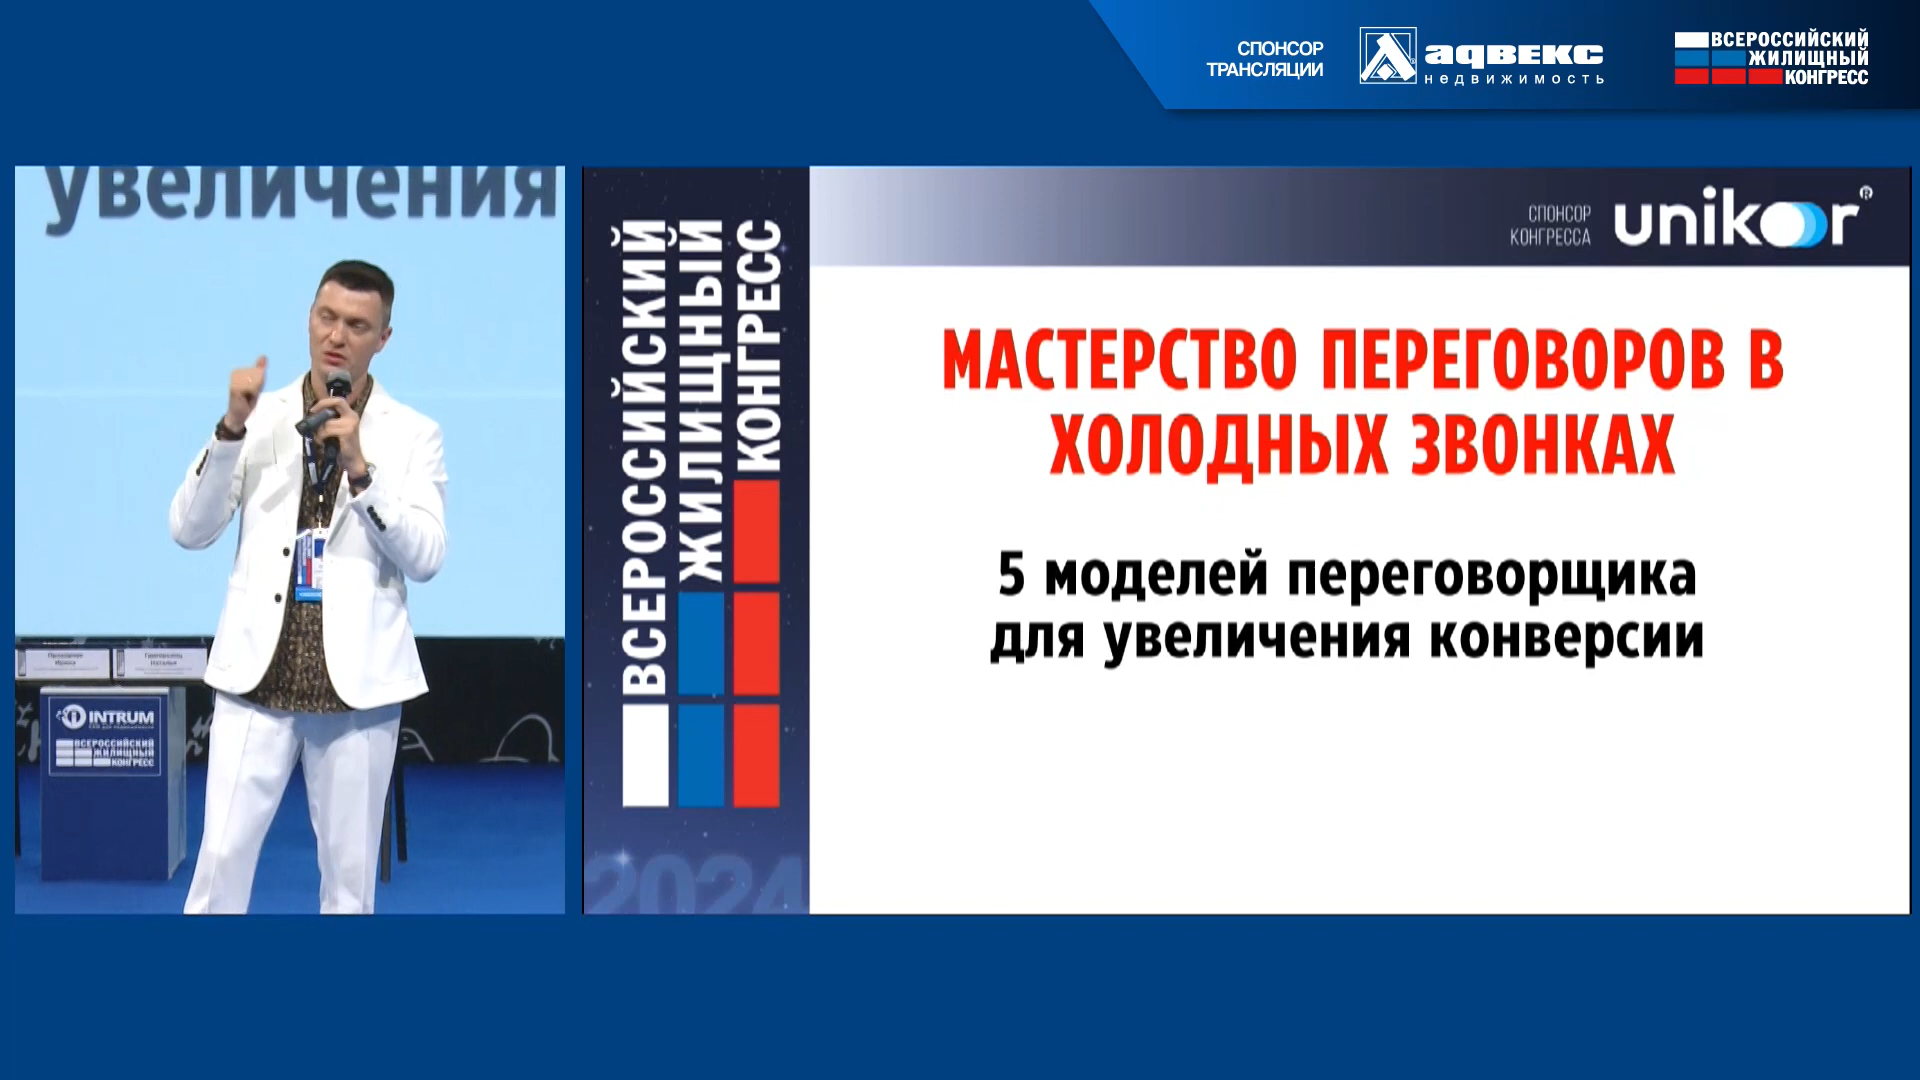 СПОНСОР
ТРАНСЛЯЦИИ
адвекс
недвижимость
ВСЕРОССИЙСКИЙ
ЖИЛИЩНЫЙ
КОНГРЕСС
увеличения
INTRUM
ВСЕРОССИЙСКИЙ
ЖИЛИЩНЫЙ
КОНГРЕСС
ВСЕРОССИЙСКИЙ
ЖИЛИЩНЫЙ
КОНГРЕСС
2024
СПОНСОР
КОНГРЕССА
unikor®
МАСТЕРСТВО ПЕРЕГОВОРОВ В
ХОЛОДНЫХ ЗВОНКАХ
5 моделей переговорщика
для увеличения конверсии